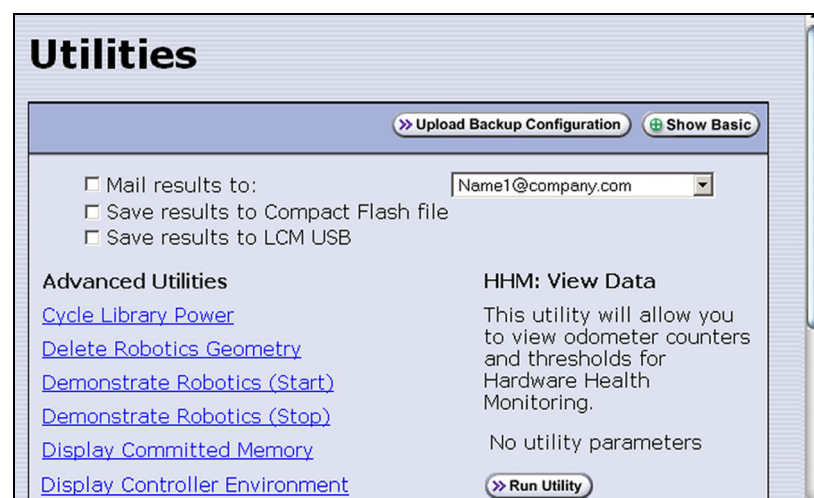 Utilities
Upload Backup Configuration
Show Basic
Mail results to:
Name1@company.com
Save results to Compact Flash file
Save results to LCM USB
Advanced Utilities
Cycle Library Power
Delete Robotics Geometry
Demonstrate Robotics (Start)
Demonstrate Robotics (Stop)
Display Committed Memory
Display Controller Environment
HHM: View Data
This utility will allow you
to view odometer counters
and thresholds for
Hardware Health
Monitoring.
No utility parameters
Run Utility